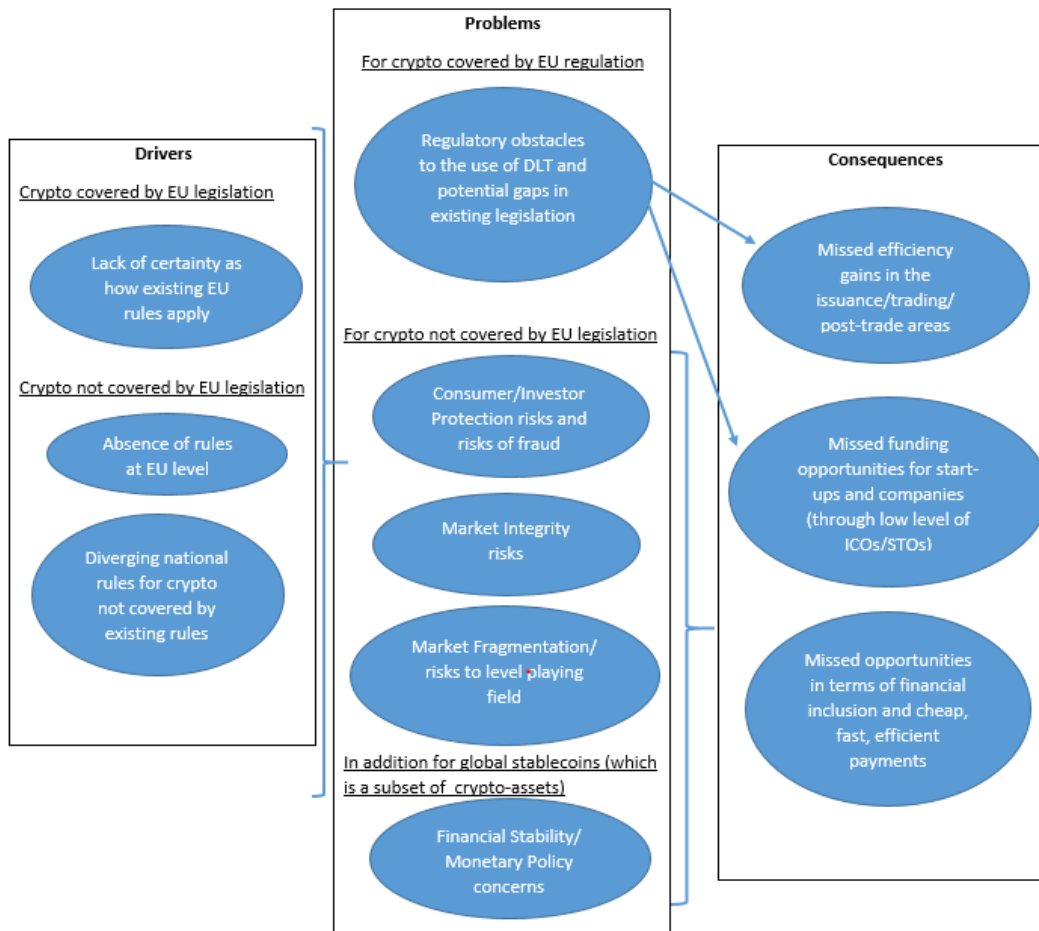 Drivers
Crypto covered by EU legislation
Lack of certainty as
how existing EU
rules apply
Crypto not covered by EU legislation
Absence of rules
at EU level
Diverging national
rules for crypto
not covered by
existing rules
Problems
For crypto covered by EU regulation
Regulatory obstacles
to the use of DLT and
potential gaps in
existing legislation
For crypto not covered by EU legislation
Consumer/Investor
Protection risks and
risks of fraud
Market Integrity
risks
Market Fragmentation/
risks to level playing
field
In addition for global stablecoins (which
is a subset of crypto-assets)
Financial Stability/
Monetary Policy
concerns
Consequences
Missed efficiency
gains in the
issuance/trading/
post-trade areas
Missed funding
opportunities for start-
ups and companies
(through low level of
ICOs/STOs)
Missed opportunities
in terms of financial
inclusion and cheap,
fast, efficient
payments